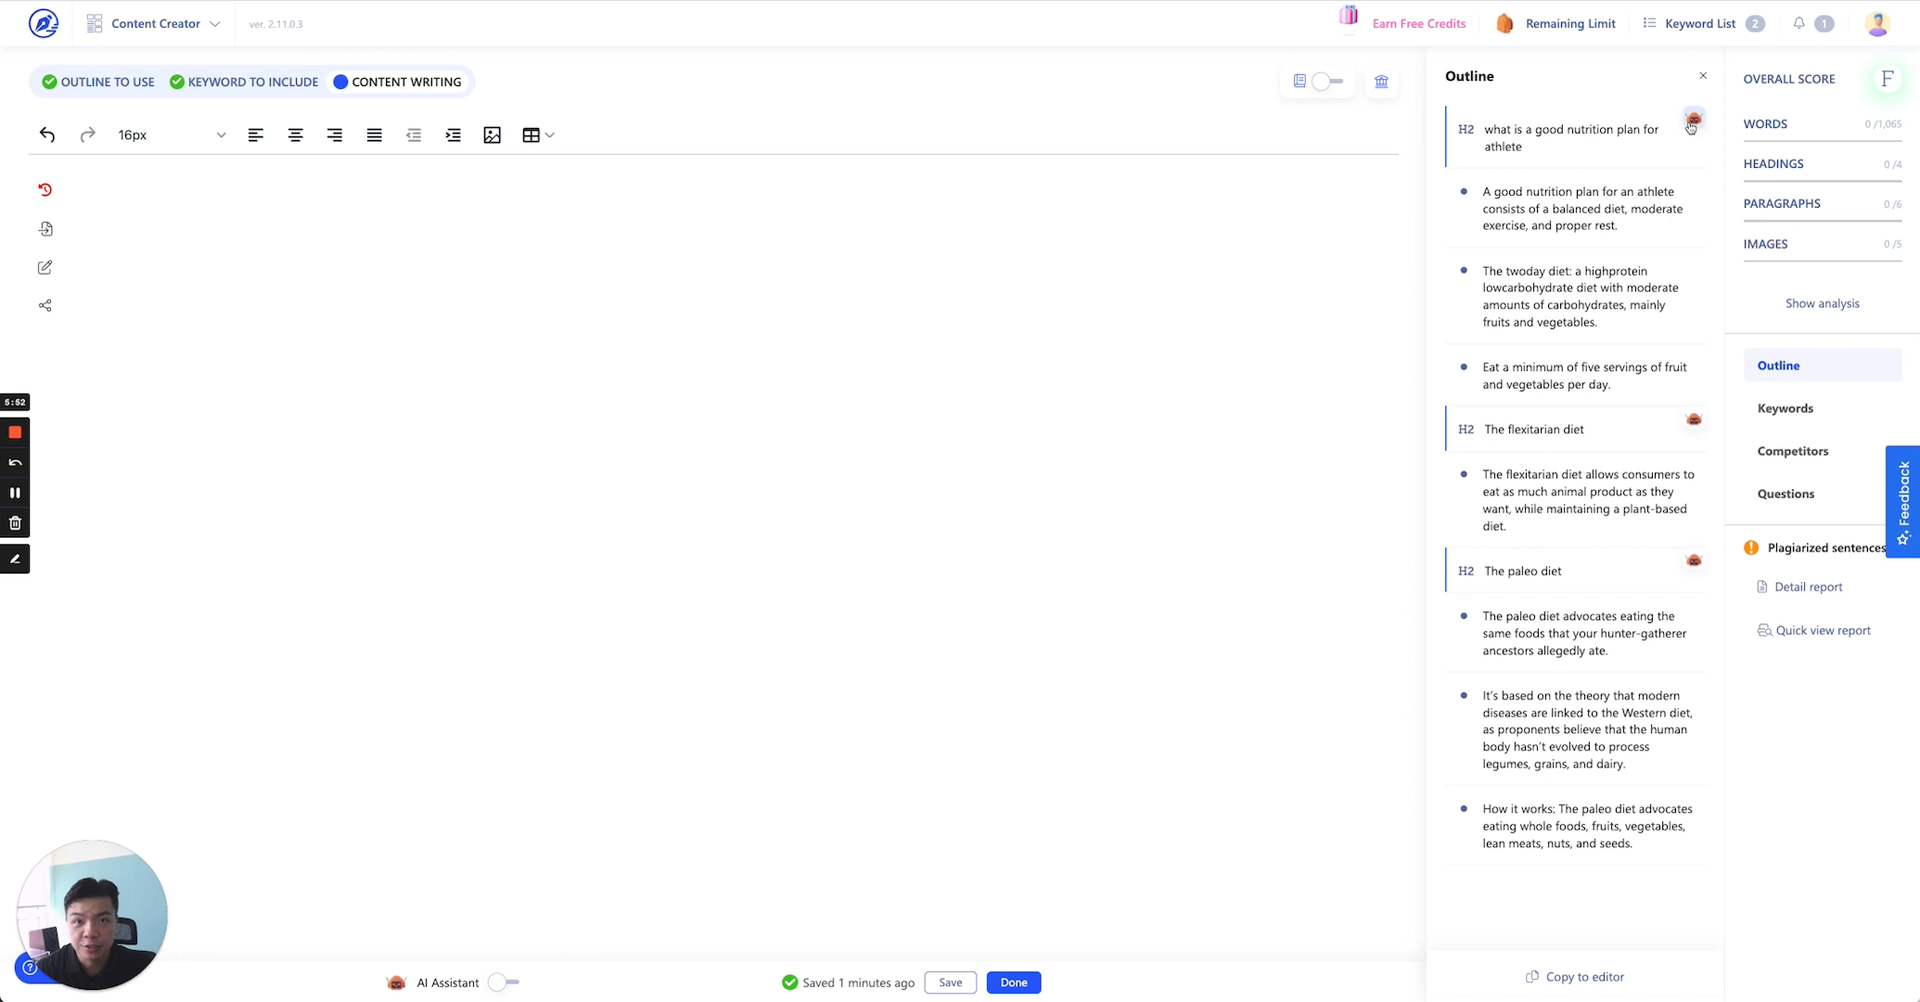 Content Creator
ver. 2.11.0.3
Earn Free Credits
Remaining Limit
Keyword List 2
1
OUTLINE TO USE
KEYWORD TO INCLUDE
CONTENT WRITING
16px
Outline
H2 what is a good nutrition plan for
athlete
A good nutrition plan for an athlete
consists of a balanced diet, moderate
exercise, and proper rest.
The twoday diet: a highprotein
lowcarbohydrate diet with moderate
amounts of carbohydrates, mainly
fruits and vegetables.
Eat a minimum of five servings of fruit
and vegetables per day.
H2 The flexitarian diet
The flexitarian diet allows consumers to
eat as much animal product as they
want, while maintaining a plant-based
diet.
H2 The paleo diet
The paleo diet advocates eating the
same foods that your hunter-gatherer
ancestors allegedly ate.
It's based on the theory that modern
diseases are linked to the Western diet,
as proponents believe that the human
body hasn't evolved to process
legumes, grains, and dairy.
How it works: The paleo diet advocates
eating whole foods, fruits, vegetables,
lean meats, nuts, and seeds.
Copy to editor
OVERALL SCORE F
WORDS 0 /1,065
HEADINGS 0 /4
PARAGRAPHS 0 /6
IMAGES 0 /5
Show analysis
Outline
Keywords
Competitors
Questions
Plagiarized sentences
Detail report
Quick view report
Feedback
5:52
AI Assistant
Saved 1 minutes ago
Save
Done